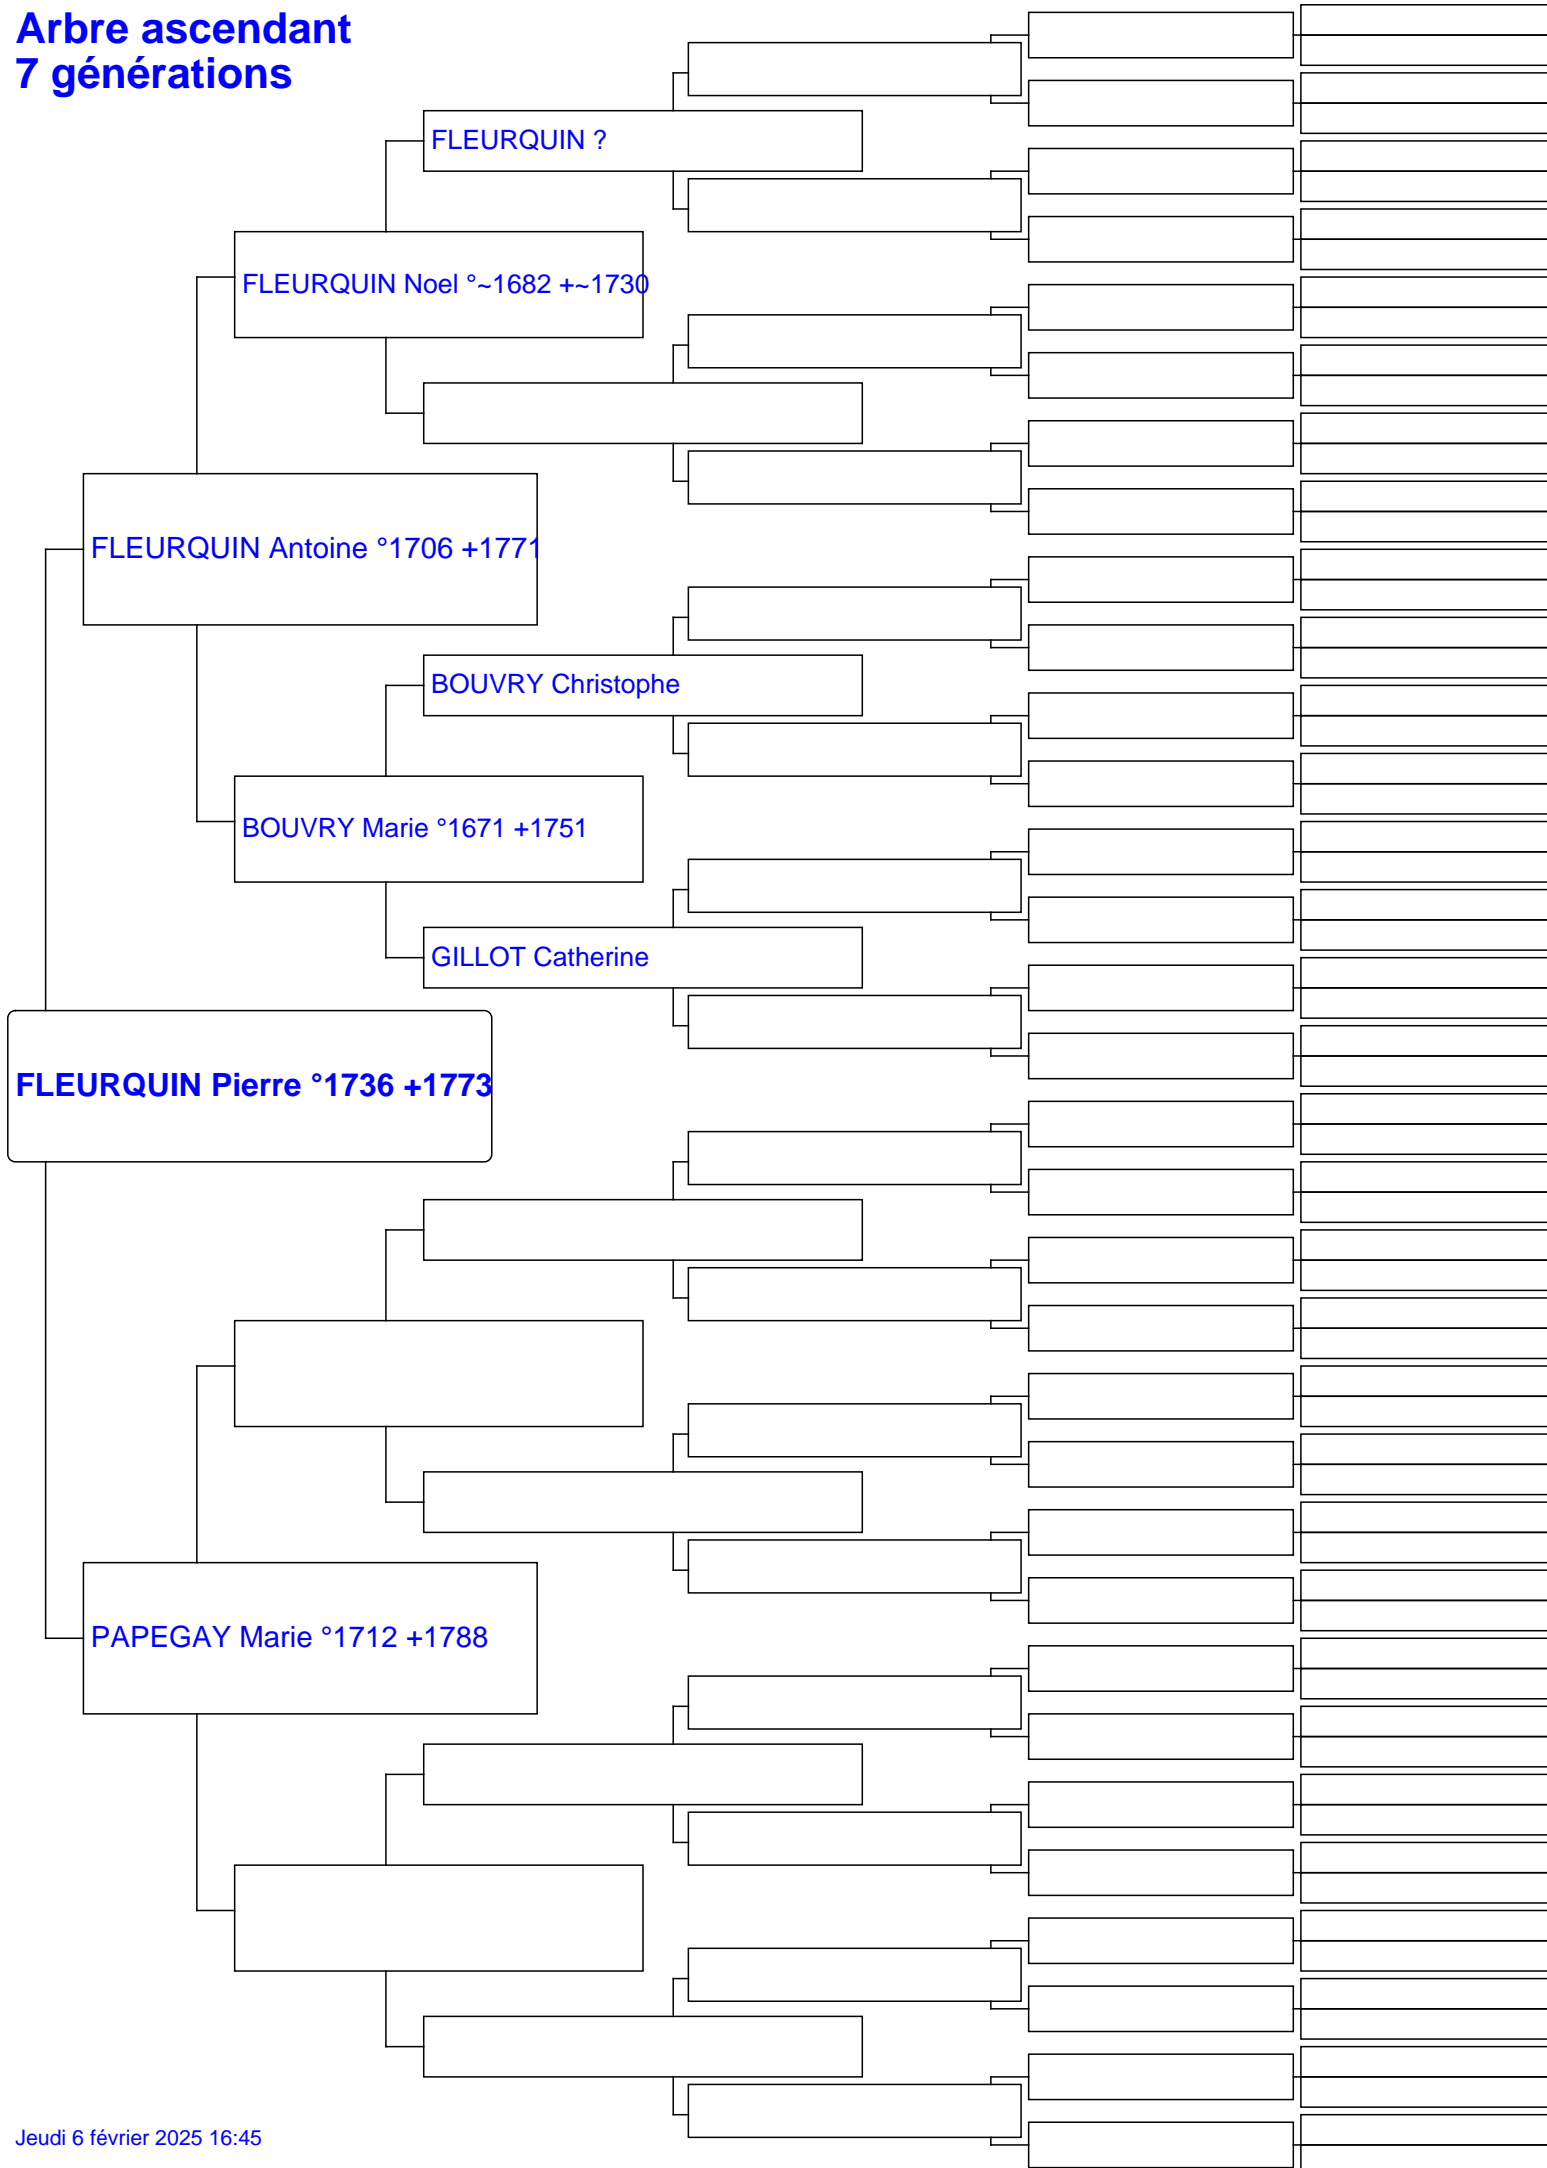 Arbre ascendant
7 générations
FLEURQUIN ?
FLEURQUIN Noel °~1682 +~1730
FLEURQUIN Antoine °1706 +1771
BOUVRY Christophe
BOUVRY Marie °1671 +1751
GILLOT Catherine
FLEURQUIN Pierre °1736 +1773
PAPEGAY Marie °1712 +1788
Jeudi 6 février 2025 16:45